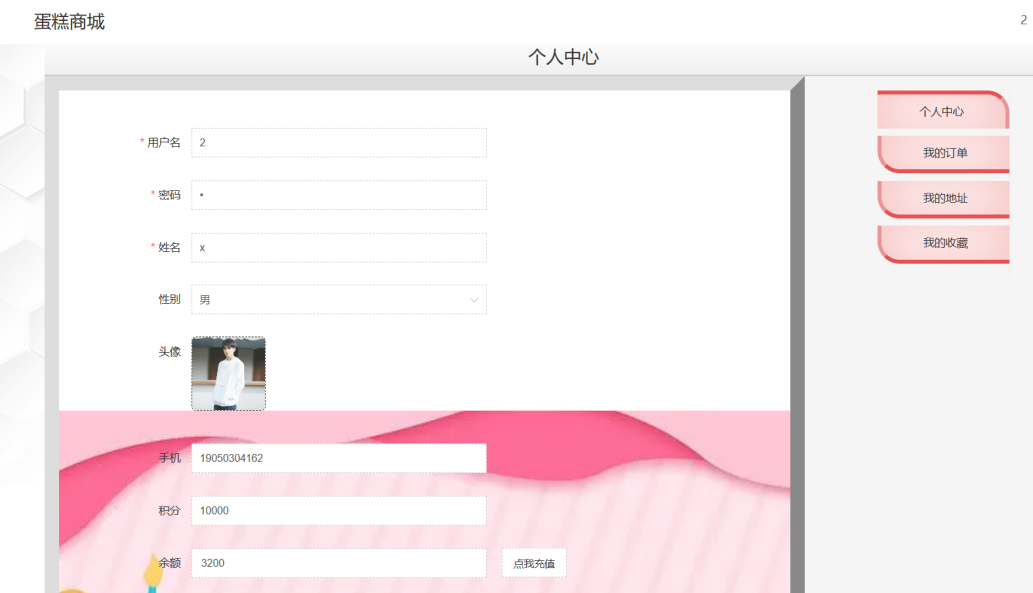 蛋糕商城
2
个人中心
* 用户名 2
* 密码 •
* 姓名 x
性别 男
头像
手机 19050304162
积分 10000
余额 3200 点我充值
个人中心
我的订单
我的地址
我的收藏